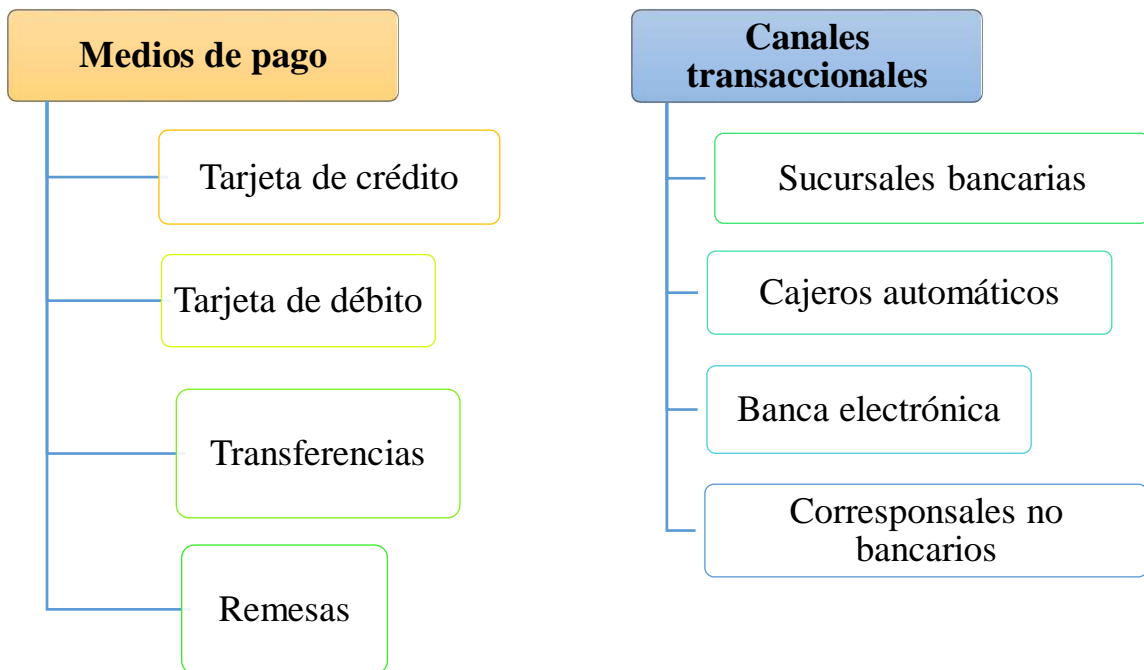 Medios de pago
Tarjeta de crédito
Tarjeta de débito
Transferencias
Remesas
Canales
transaccionales
Sucursales bancarias
Cajeros automáticos
Banca electrónica
Corresponsales no
bancarios